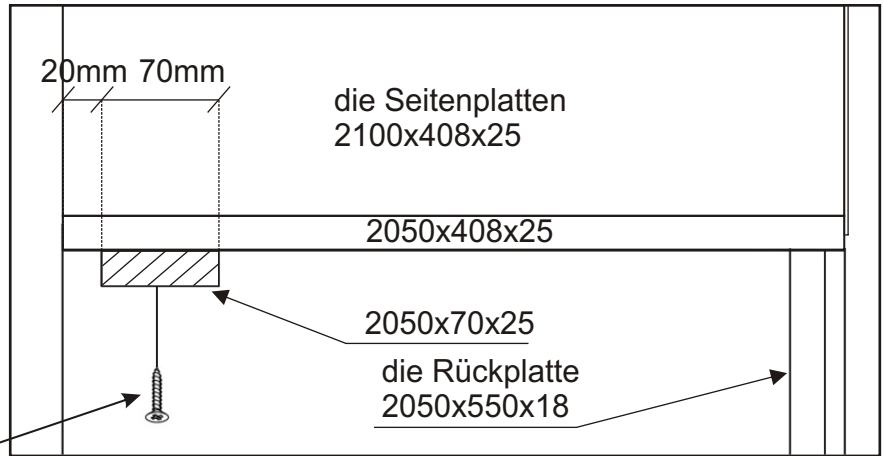 20mm 70mm
die Seitenplatten
2100x408x25
2050x408x25
2050x70x25
die Rückplatte
2050x550x18